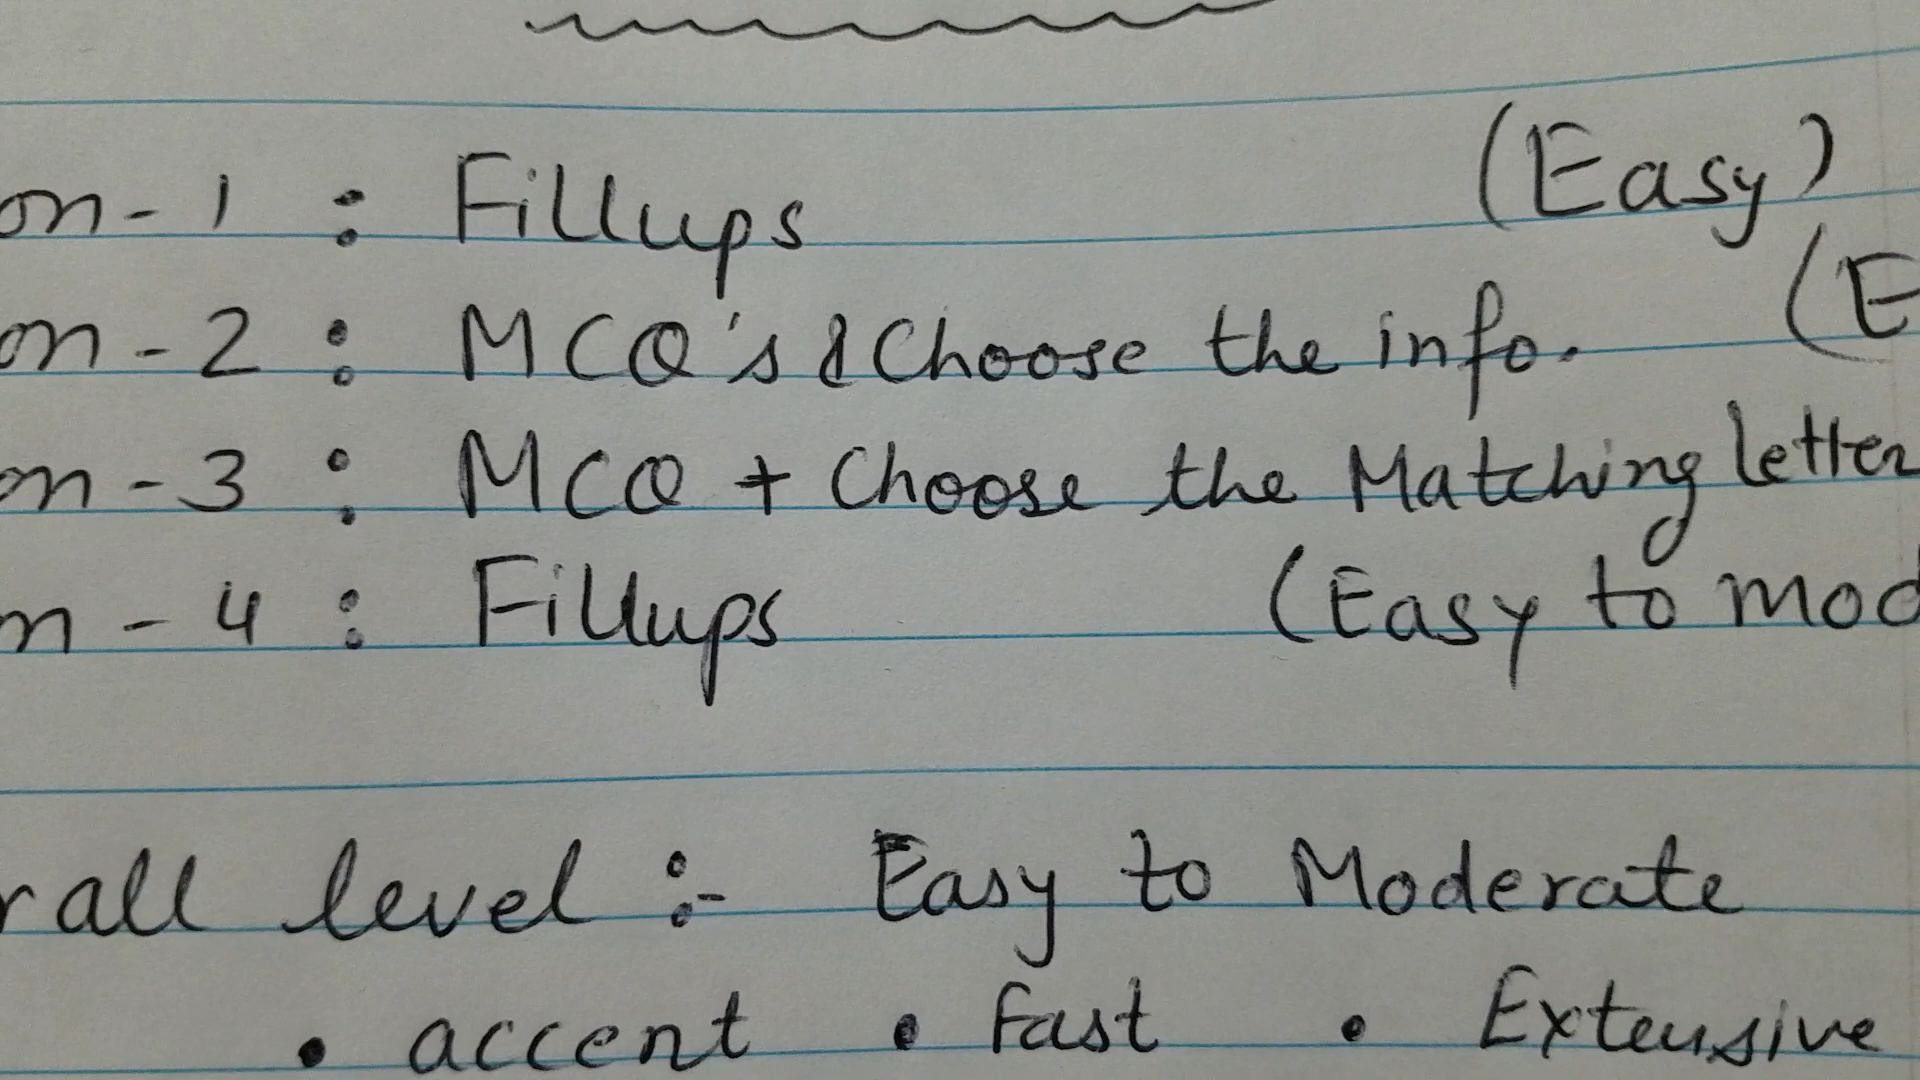 on - 1 : Fillups (Easy)
on - 2 : MCQ's & Choose the info. (E
on - 3 : MCQ + Choose the Matching letter
n - 4 : Fillups (Easy to mod
rall level :- Easy to Moderate
• accent • Fast • Extensive